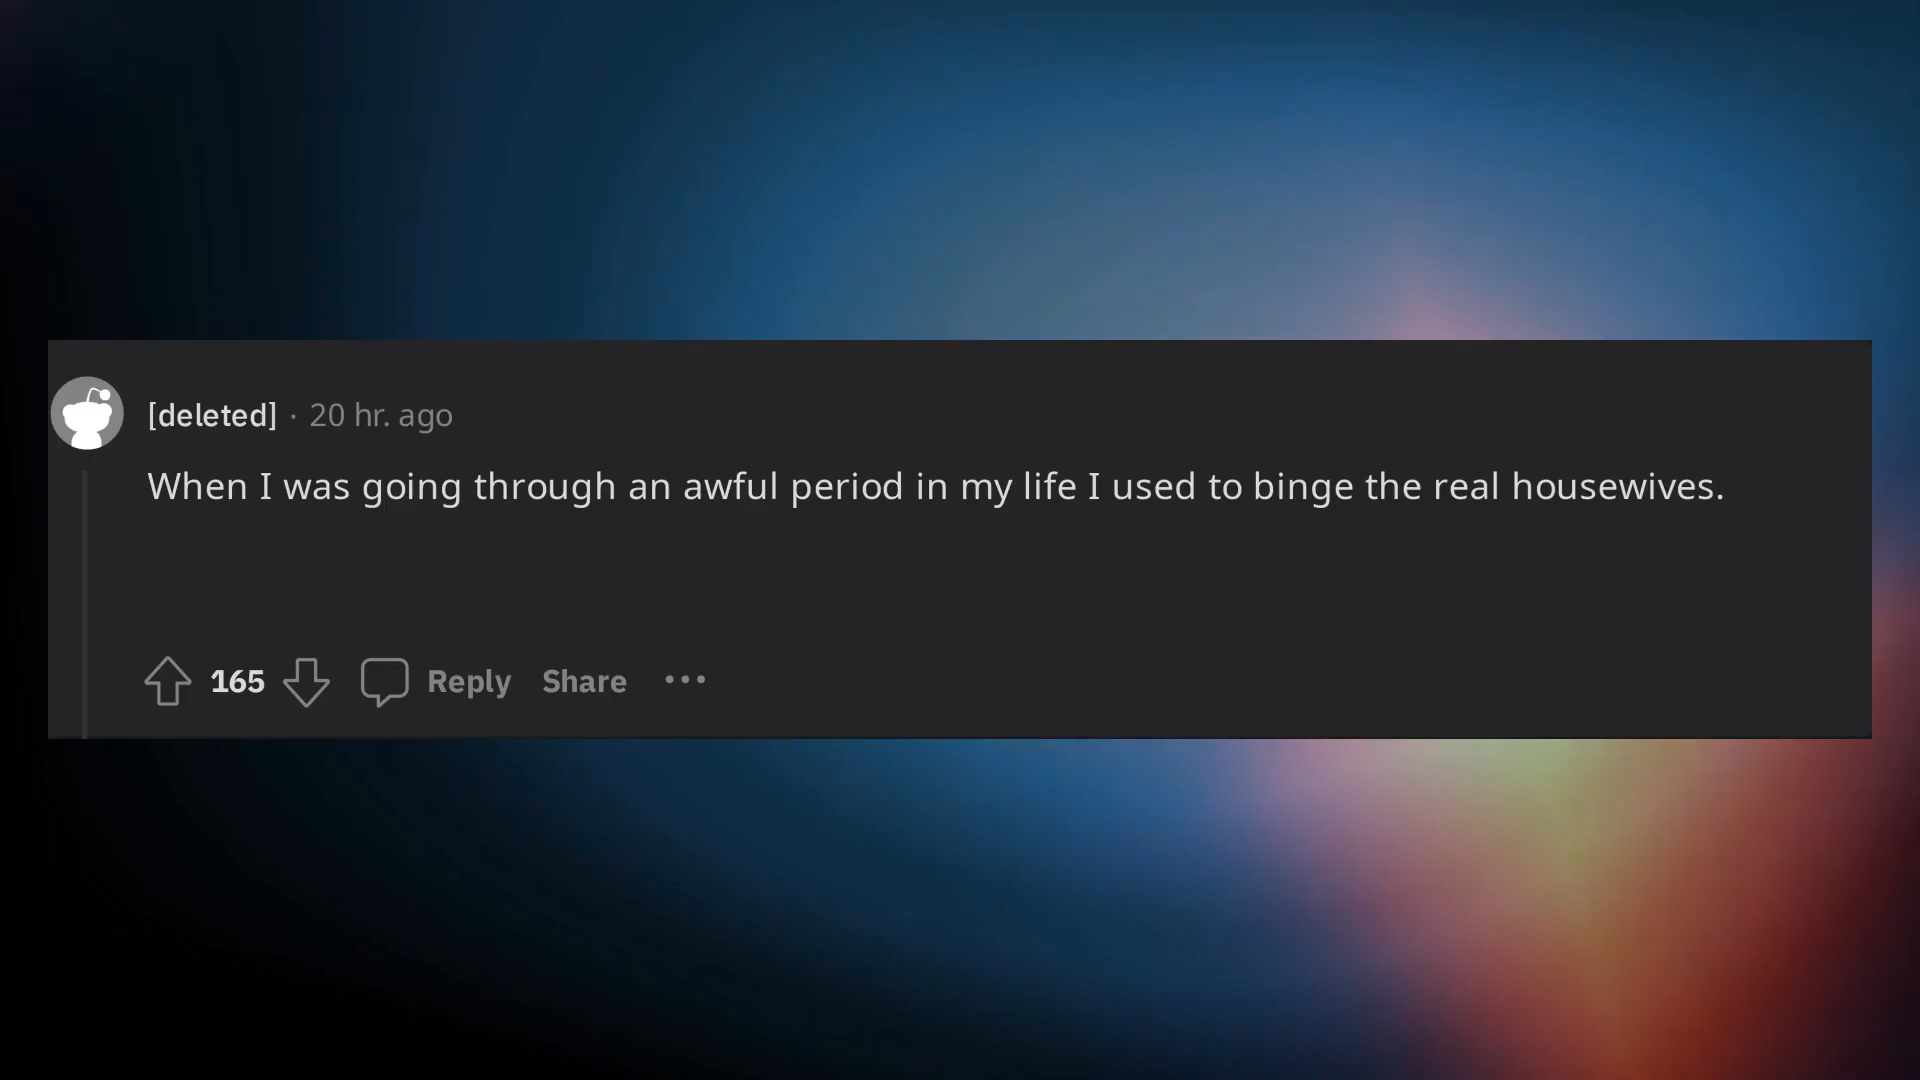 [deleted] · 20 hr. ago
When I was going through an awful period in my life I used to binge the real housewives.
165 Reply Share ···